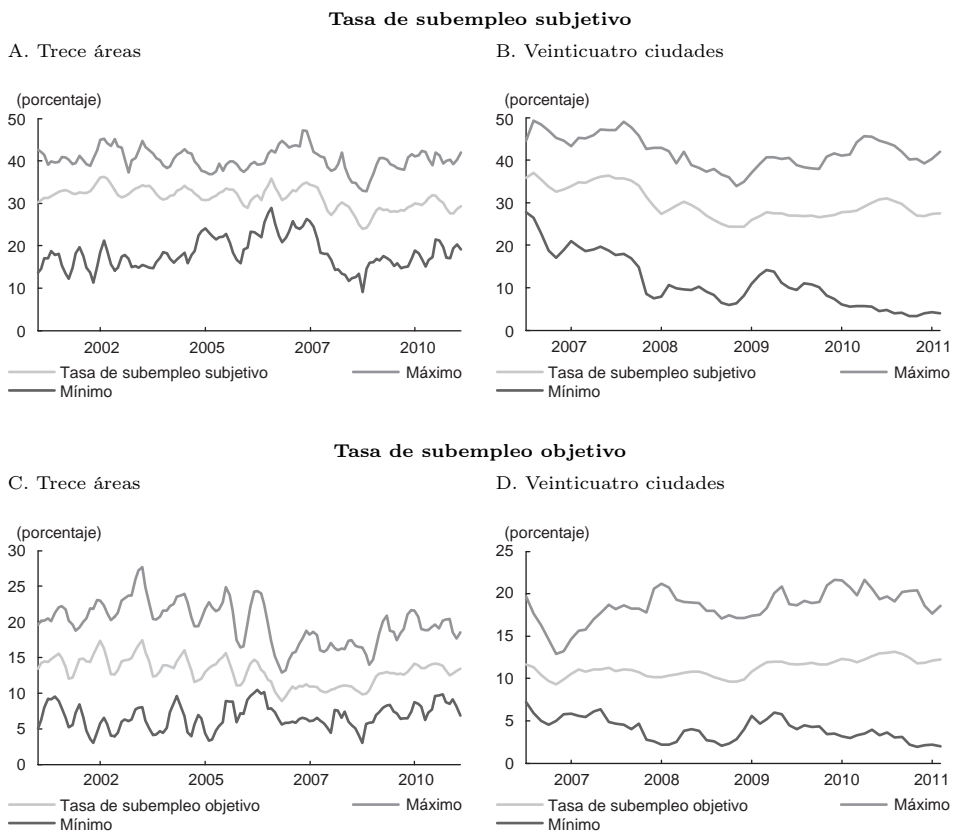 Tasa de subempleo subjetivo
A. Trece áreas
(porcentaje)
50
40
30
20
10
0
2002 2005 2007 2010
Tasa de subempleo subjetivo Máximo
Mínimo
B. Veinticuatro ciudades
(porcentaje)
50
40
30
20
10
0
2007 2008 2009 2010 2011
Tasa de subempleo subjetivo Máximo
Mínimo
Tasa de subempleo objetivo
C. Trece áreas
(porcentaje)
30
25
20
15
10
5
0
2002 2005 2007 2010
Tasa de subempleo objetivo Máximo
Mínimo
D. Veinticuatro ciudades
(porcentaje)
25
20
15
10
5
0
2007 2008 2009 2010 2011
Tasa de subempleo objetivo Máximo
Mínimo